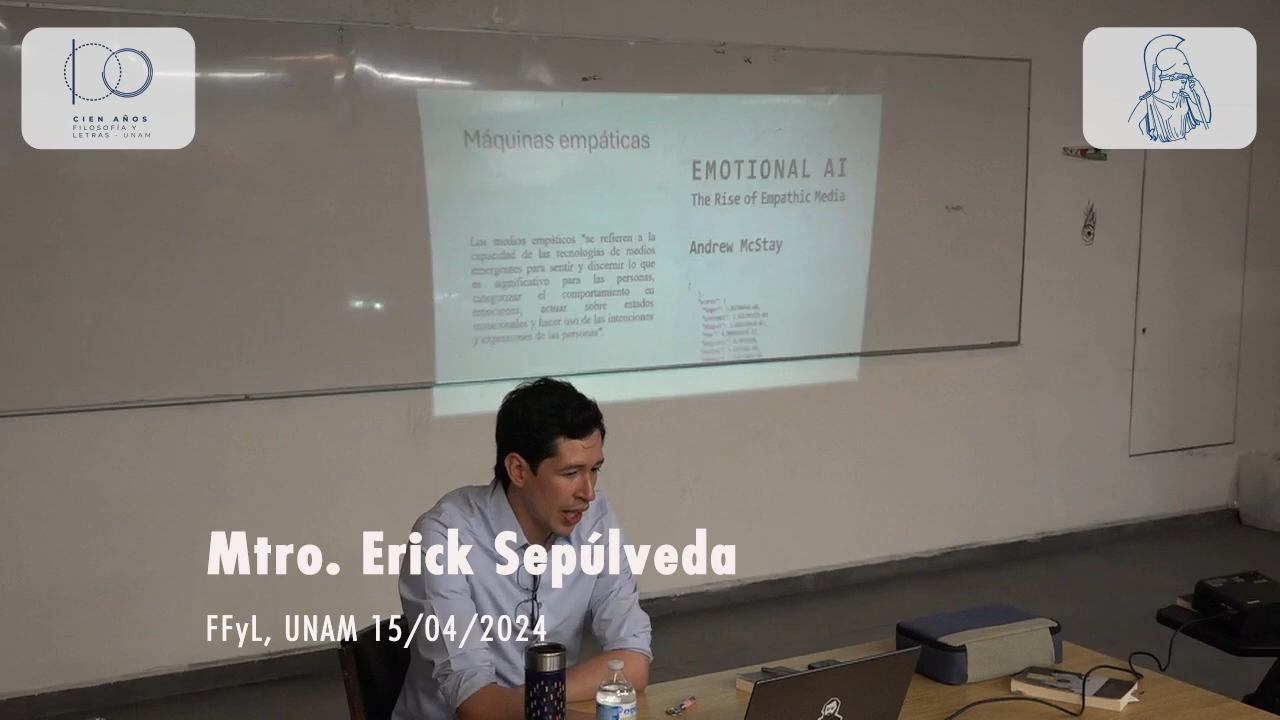 CIEN AÑOS
FILOSOFÍA Y
LETRAS - UNAM
Máquinas empáticas
Los medios empáticos "se refieren a la
capacidad de las tecnologías de medios
emergentes para sentir y discernir lo que
es significativo para las personas,
categorizar el comportamiento en
emociones, actuar sobre estados
emocionales y hacer uso de las intenciones
y expresiones de las personas".
EMOTIONAL AI
The Rise of Empathic Media
Andrew McStay
Mtro. Erick Sepúlveda
FFyL, UNAM 15/04/2024